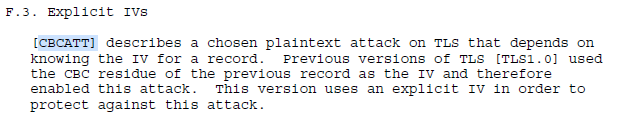 F.3. Explicit IVs
[CBCATT] describes a chosen plaintext attack on TLS that depends on
knowing the IV for a record. Previous versions of TLS [TLS1.0] used
the CBC residue of the previous record as the IV and therefore
enabled this attack. This version uses an explicit IV in order to
protect against this attack.